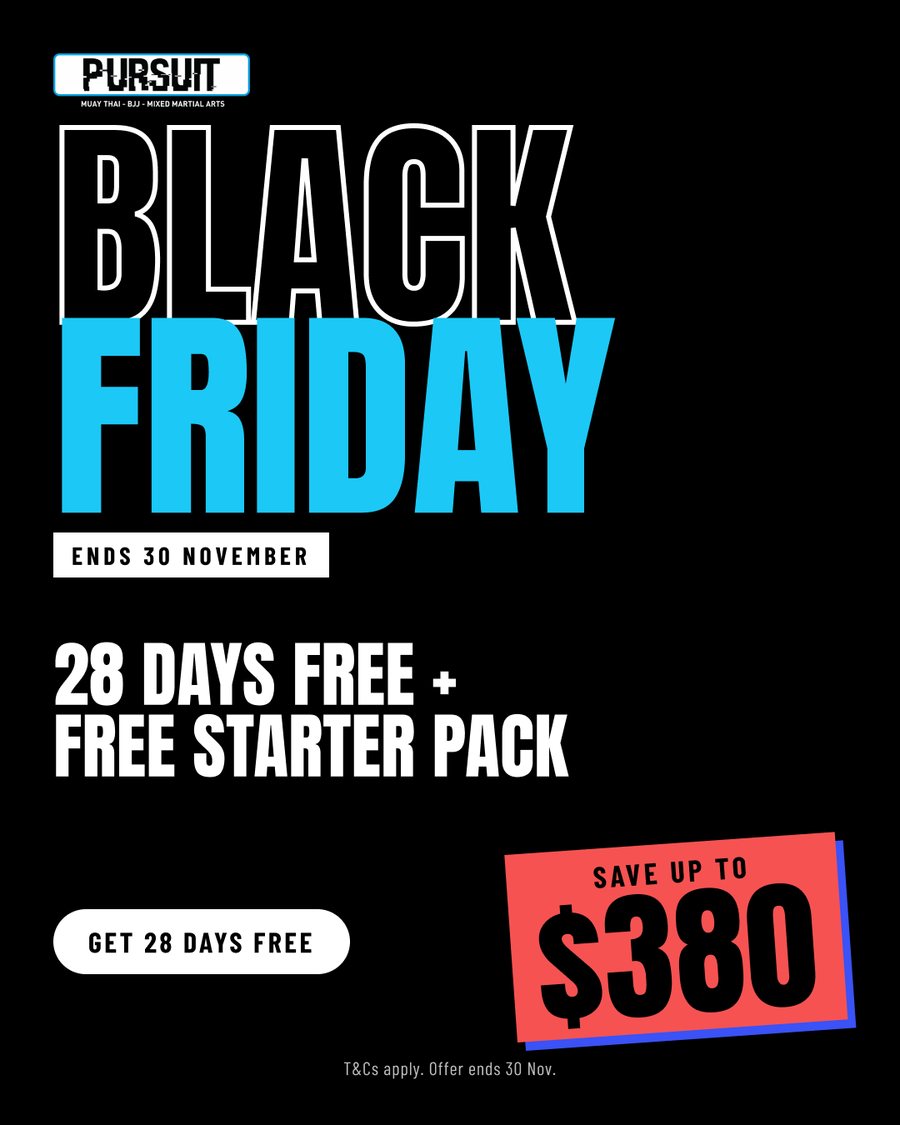 PURSUIT
MUAY THAI - BJJ - MIXED MARTIAL ARTS
BLACK
FRIDAY
ENDS 30 NOVEMBER
28 DAYS FREE +
FREE STARTER PACK
SAVE UP TO
$380
GET 28 DAYS FREE
T&Cs apply. Offer ends 30 Nov.